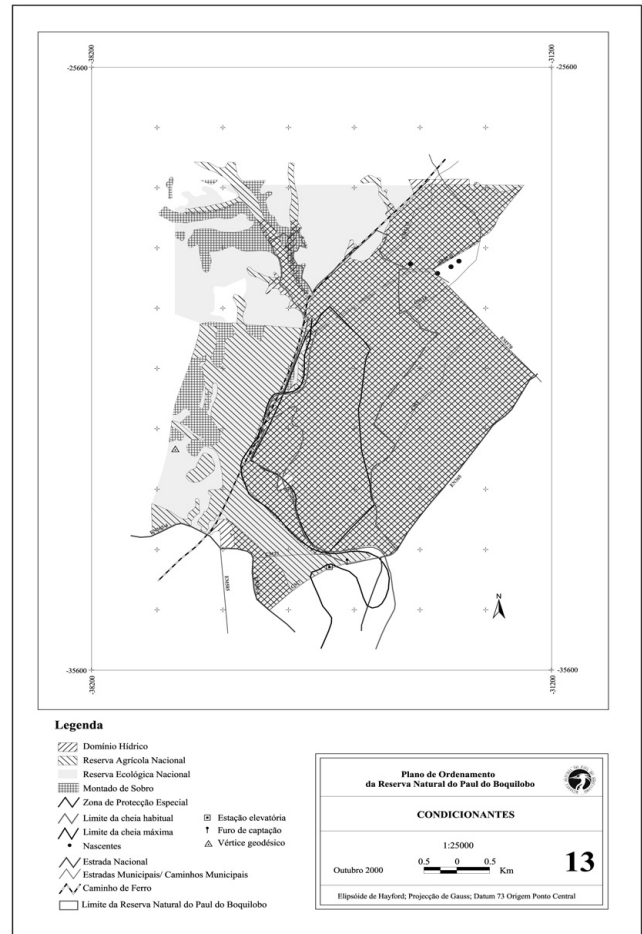 -38200
-31200
-25600
-25600
-35600
-35600
-38200
-31200
N
Legenda
Domínio Hídrico
Reserva Agrícola Nacional
Reserva Ecológica Nacional
Montado de Sobro
Zona de Protecção Especial
Limite da cheia habitual
Limite da cheia máxima
Nascentes
Estrada Nacional
Estradas Municipais/ Caminhos Municipais
Caminho de Ferro
Limite da Reserva Natural do Paul do Boquilobo
Estação elevatória
Furo de captação
Vértice geodésico
Plano de Ordenamento
da Reserva Natural do Paul do Boquilobo
CONDICIONANTES
1:25000
Outubro 2000
0.5 0 0.5
Km
13
Elipsóide de Hayford; Projecção de Gauss; Datum 73 Origem Ponto Central